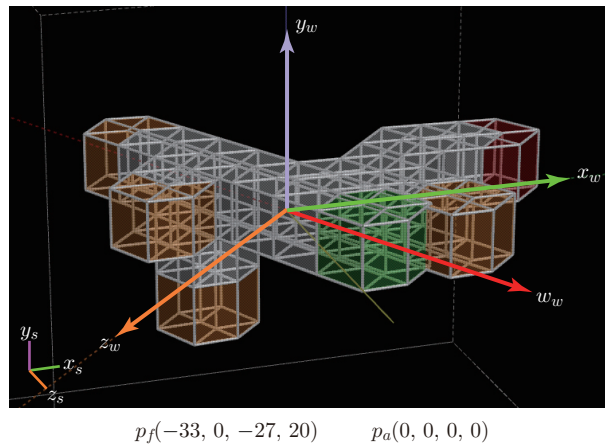 y_w
x_w
w_w
z_w
y_s
x_s
z_s
p_f(−33, 0, −27, 20) p_a(0, 0, 0, 0)